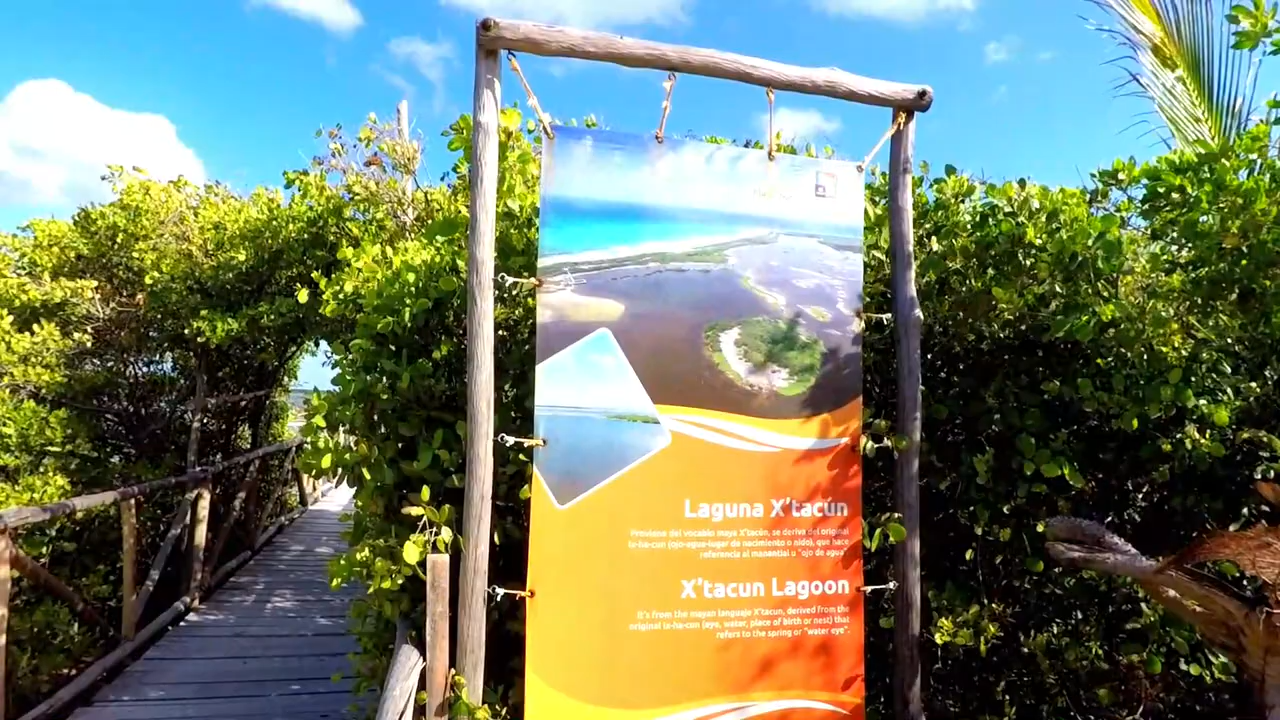 Laguna X'tacún
Proviene del vocablo maya X'tacún, se deriva del original
Ix-ha-cun (ojo-agua-lugar de nacimiento o nido), que hace
referencia al manantial u "ojo de agua"
X'tacun Lagoon
It's from the mayan languaje X'tacun, derived from the
original Ix-ha-cun (eye, water, place of birth or nest) that
refers to the spring or "water eye".